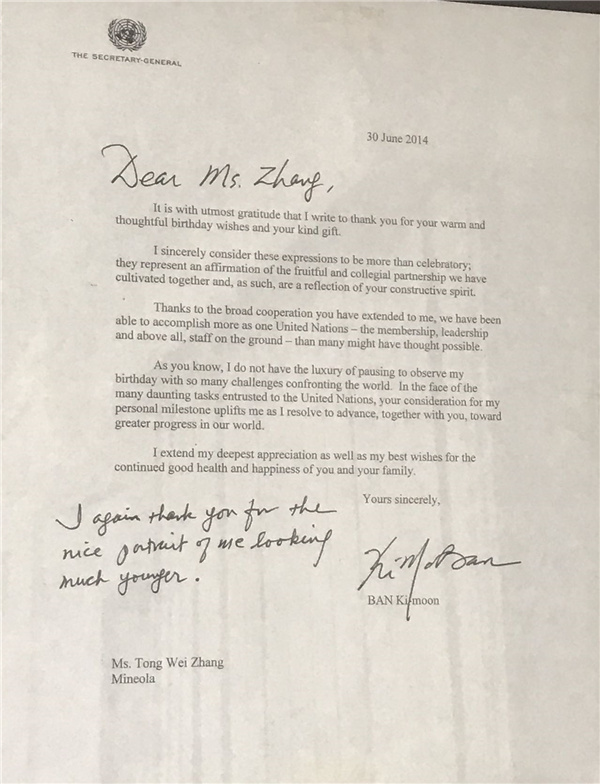 THE SECRETARY-GENERAL
30 June 2014
Dear Ms. Zhang,
It is with utmost gratitude that I write to thank you for your warm and
thoughtful birthday wishes and your kind gift.
I sincerely consider these expressions to be more than celebratory;
they represent an affirmation of the fruitful and collegial partnership we have
cultivated together and, as such, are a reflection of your constructive spirit.
Thanks to the broad cooperation you have extended to me, we have been
able to accomplish more as one United Nations – the membership, leadership
and above all, staff on the ground – than many might have thought possible.
As you know, I do not have the luxury of pausing to observe my
birthday with so many challenges confronting the world. In the face of the
many daunting tasks entrusted to the United Nations, your consideration for my
personal milestone uplifts me as I resolve to advance, together with you, toward
greater progress in our world.
I extend my deepest appreciation as well as my best wishes for the
continued good health and happiness of you and your family.
Yours sincerely,
I again thank you for the
nice portrait of me looking
much younger.
Ki Moon Ban
BAN Ki-moon
Ms. Tong Wei Zhang
Mineola